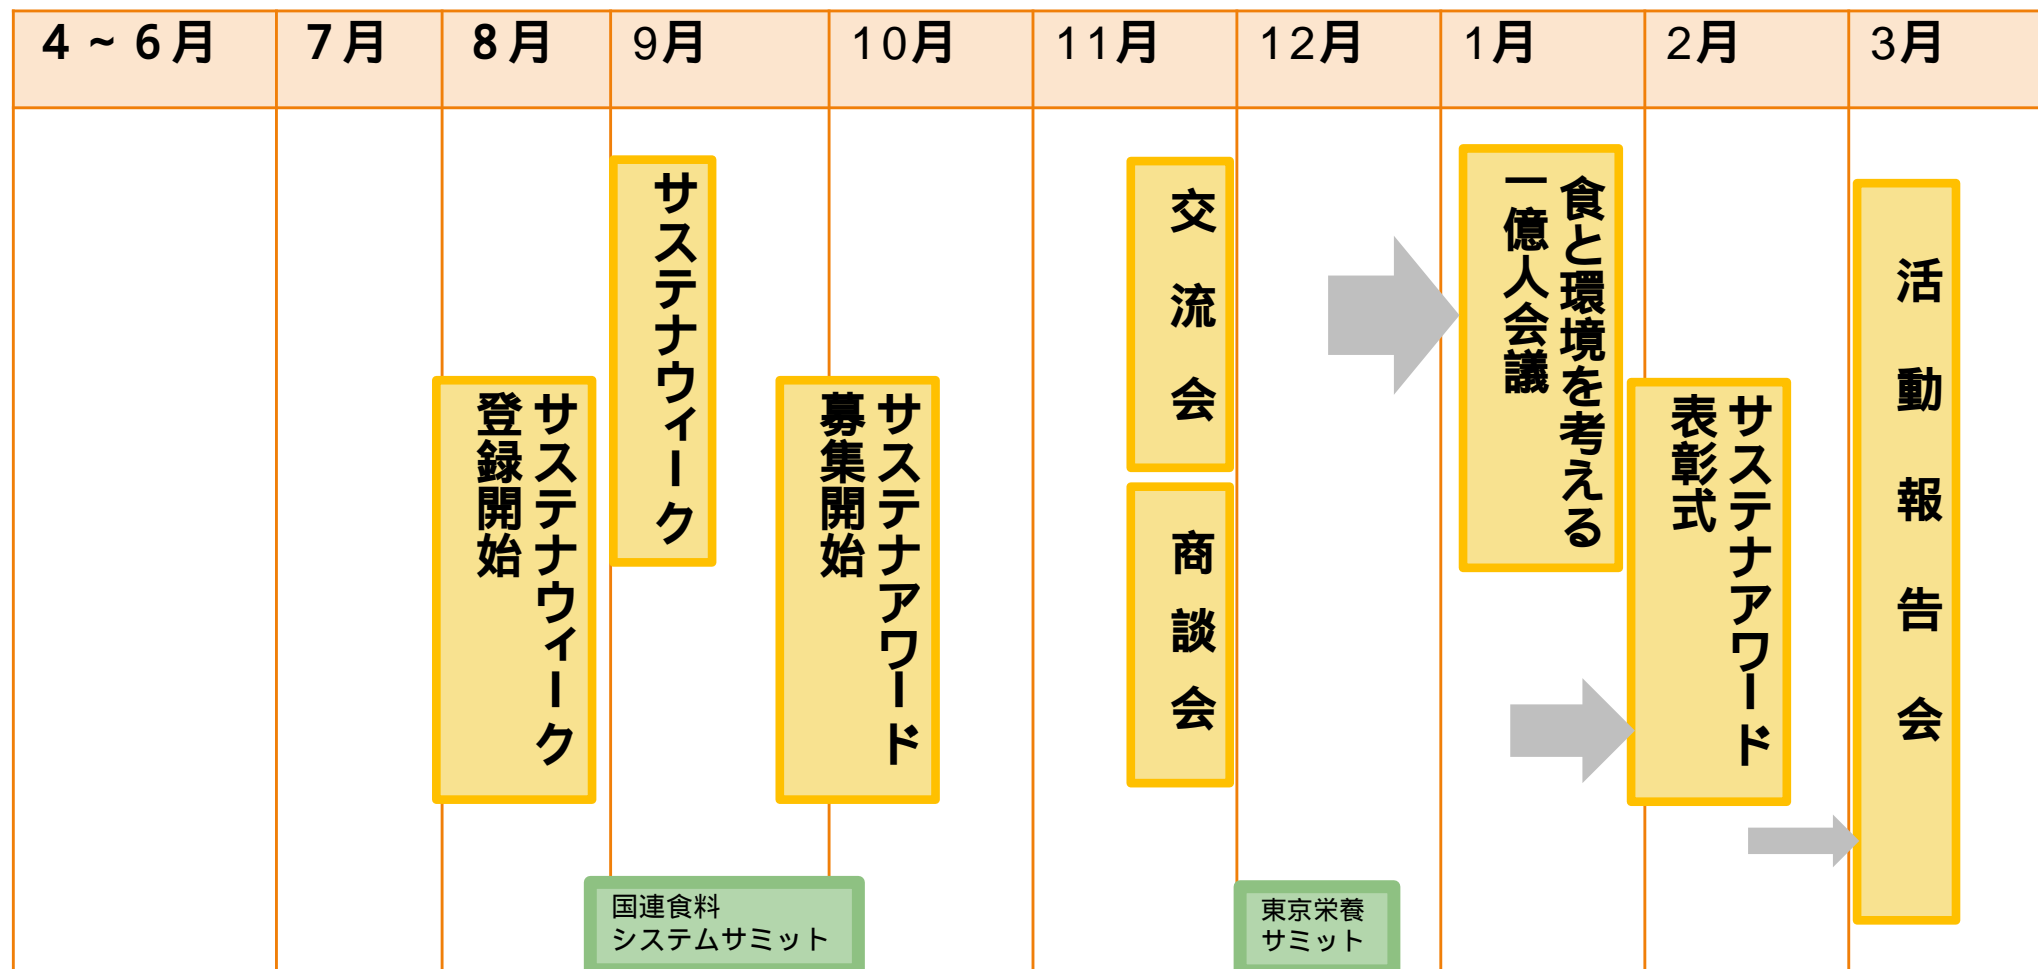 4~6月
7月
8月
9月
10月
11月
12月
1月
2月
3月
サステナウィーク
登録開始
サステナウィーク
サステナアワード
募集開始
交流会
商談会
食と環境を考える
一億人会議
サステナアワード
表彰式
活動報告会
国連食料
システムサミット
東京栄養
サミット